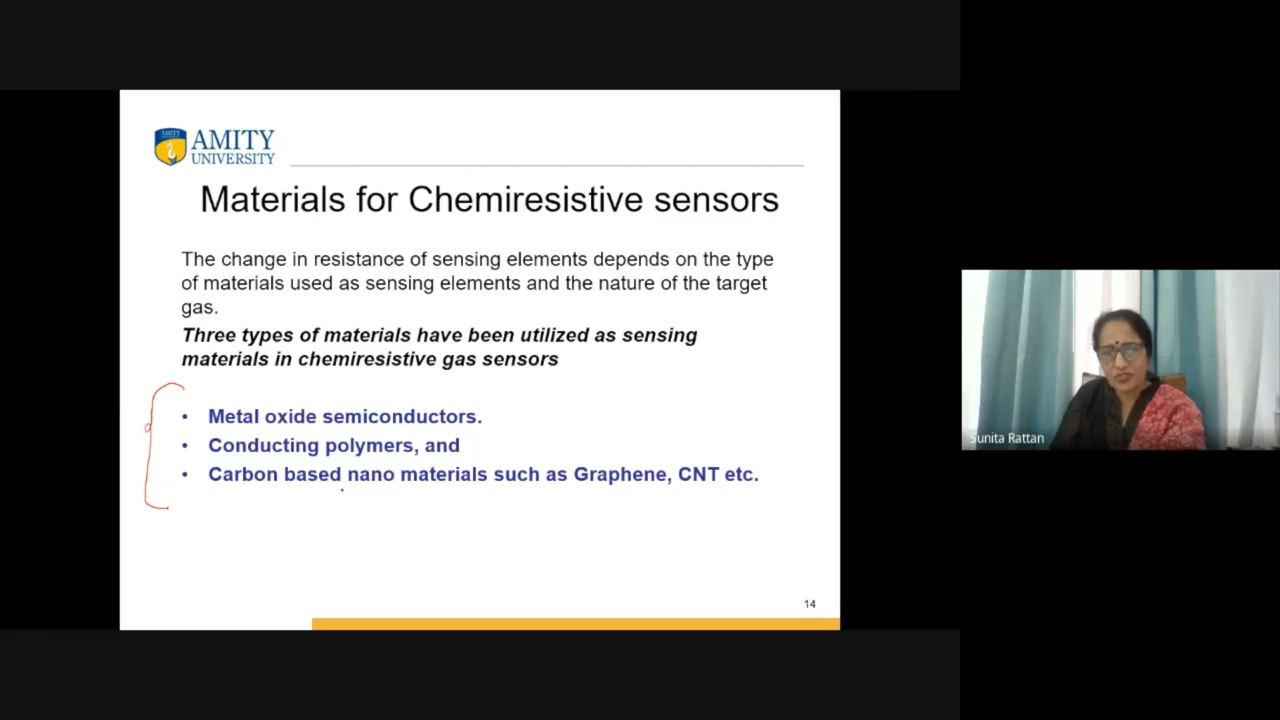 AMITY
AMITY
UNIVERSITY
Materials for Chemiresistive sensors
The change in resistance of sensing elements depends on the type
of materials used as sensing elements and the nature of the target
gas.
Three types of materials have been utilized as sensing
materials in chemiresistive gas sensors
• Metal oxide semiconductors.
• Conducting polymers, and
• Carbon based nano materials such as Graphene, CNT etc.
14
Sunita Rattan